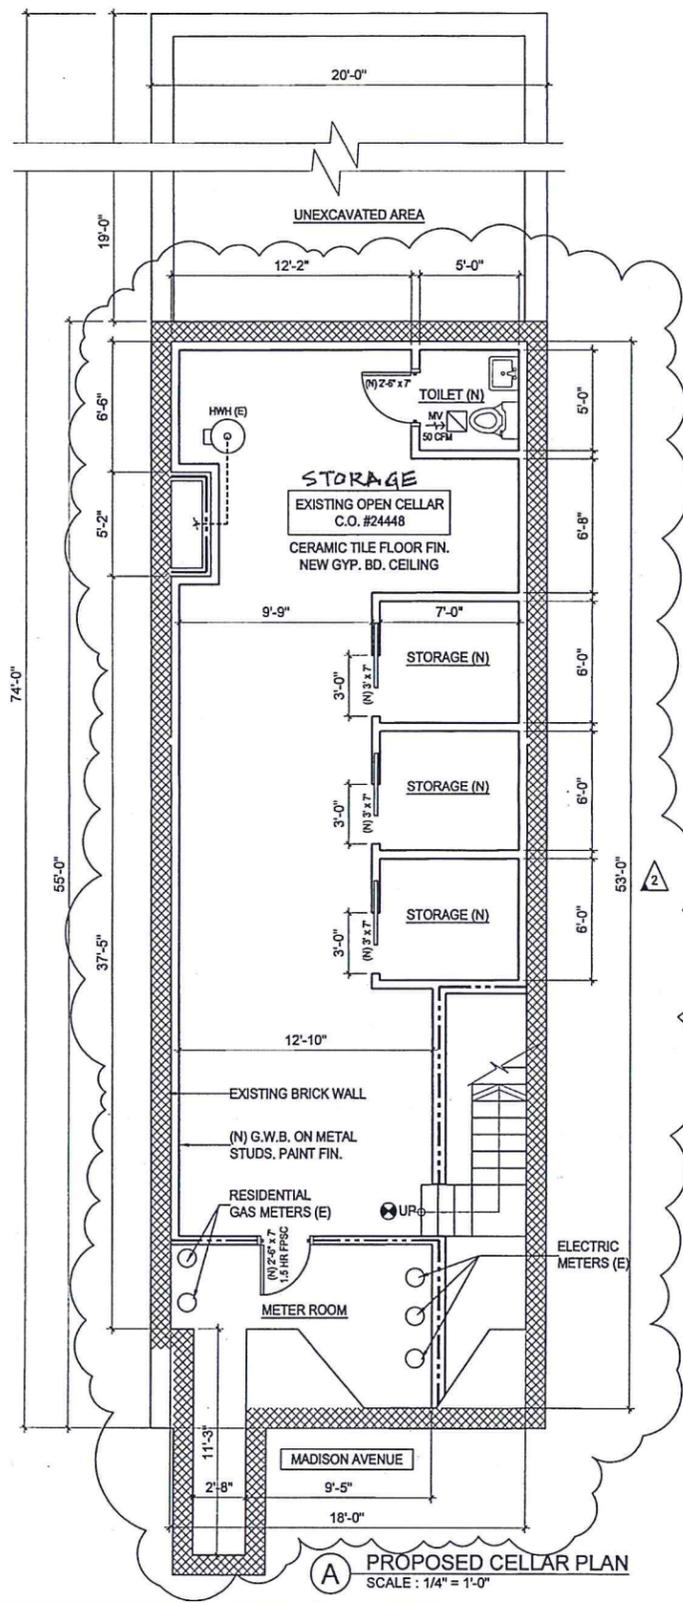 20'-0"
UNEXCAVATED AREA
19'-0"
12'-2"
5'-0"
6'-6"
HWH (E)
(N) 2'-6" x 7'
TOILET (N)
MV
50 CFM
5'-0"
STORAGE
EXISTING OPEN CELLAR
C.O. #24448
CERAMIC TILE FLOOR FIN.
NEW GYP. BD. CEILING
5'-2"
6'-8"
9'-9"
7'-0"
STORAGE (N)
3'-0"
(N) 3' x 7'
6'-0"
74'-0"
STORAGE (N)
3'-0"
(N) 3' x 7'
6'-0"
55'-0"
53'-0"
2
STORAGE (N)
3'-0"
(N) 3' x 7'
6'-0"
37'-5"
12'-10"
EXISTING BRICK WALL
(N) G.W.B. ON METAL
STUDS. PAINT FIN.
RESIDENTIAL
GAS METERS (E)
UP
(N) 2'-6" x 7'
1.5 HR FPSC
ELECTRIC
METERS (E)
METER ROOM
11'-3"
MADISON AVENUE
2'-8"
9'-5"
18'-0"
A
PROPOSED CELLAR PLAN
SCALE : 1/4" = 1'-0"